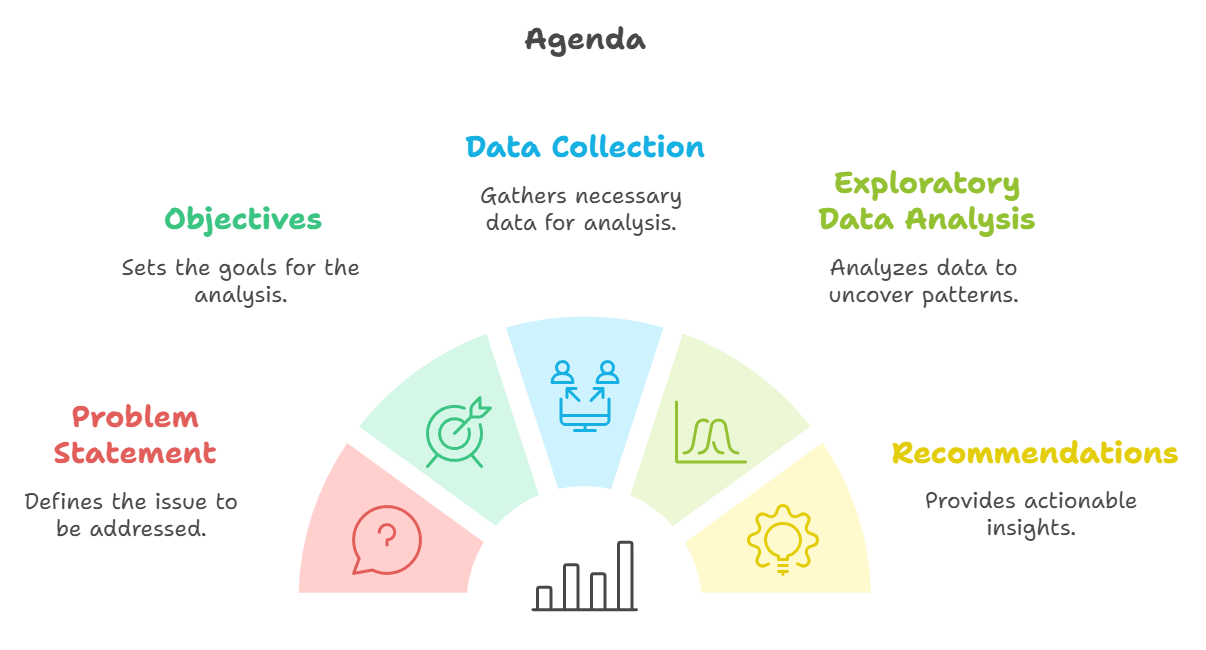 Agenda
Problem
Statement
Defines the issue to
be addressed.
Objectives
Sets the goals for the
analysis.
Data Collection
Gathers necessary
data for analysis.
Exploratory
Data Analysis
Analyzes data to
uncover patterns.
Recommendations
Provides actionable
insights.
?